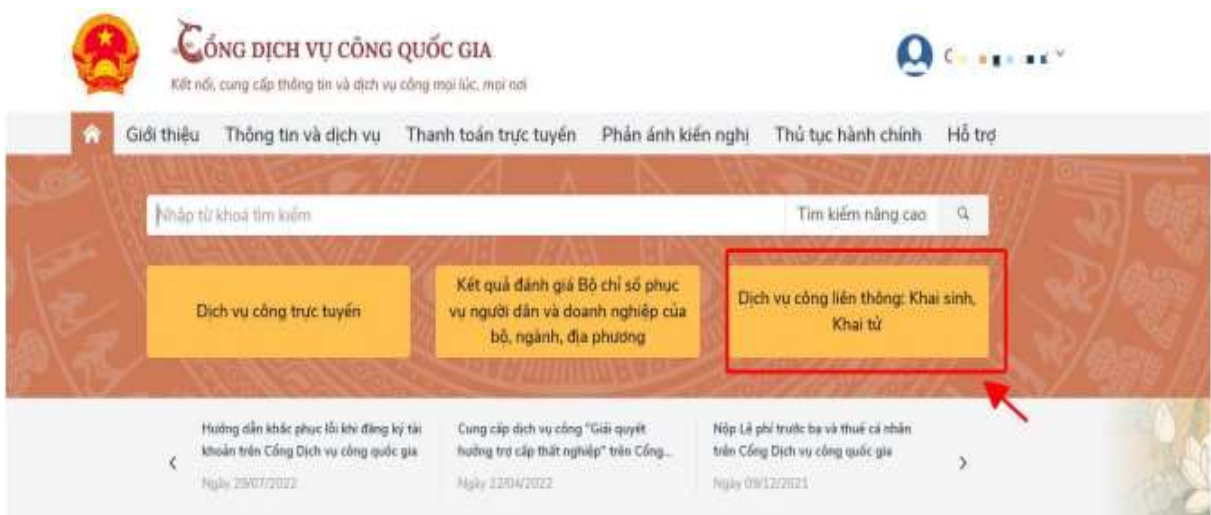 CỔNG DỊCH VỤ CÔNG QUỐC GIA
Kết nối, cung cấp thông tin và dịch vụ công mọi lúc, mọi nơi
Giới thiệu Thông tin và dịch vụ Thanh toán trực tuyến Phản ánh kiến nghị Thủ tục hành chính Hỗ trợ
Nhập từ khoá tìm kiếm Tìm kiếm nâng cao
Dịch vụ công trực tuyến
Kết quả đánh giá Bộ chỉ số phục
vụ người dân và doanh nghiệp của
bộ, ngành, địa phương
Dịch vụ công liên thông: Khai sinh,
Khai tử
Hướng dẫn khắc phục lỗi khi đăng ký tài
khoản trên Cổng Dịch vụ công quốc gia
Ngày 29/07/2022
Cung cấp dịch vụ công "Giải quyết
hưởng trợ cấp thất nghiệp" trên Cổng...
Ngày 22/04/2022
Nộp Lệ phí trước bạ và thuế cá nhân
trên Cổng Dịch vụ công quốc gia
Ngày 09/12/2021